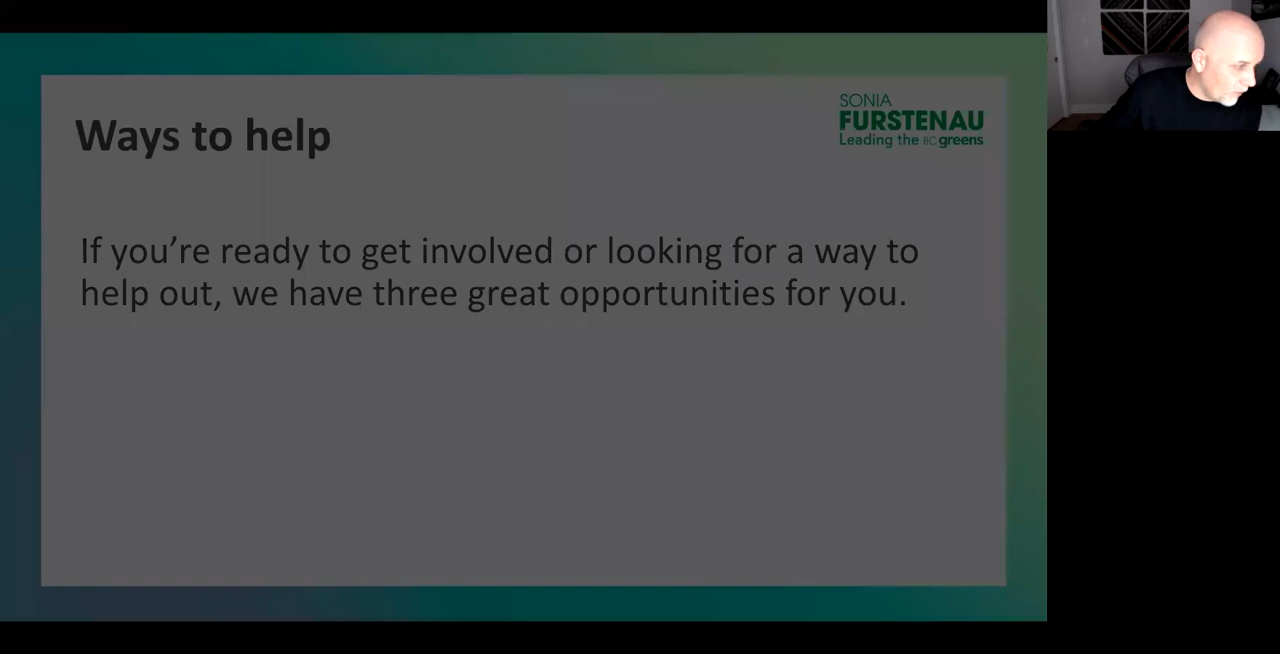 Ways to help
SONIA
FURSTENAU
Leading the BC greens
If you’re ready to get involved or looking for a way to
help out, we have three great opportunities for you.